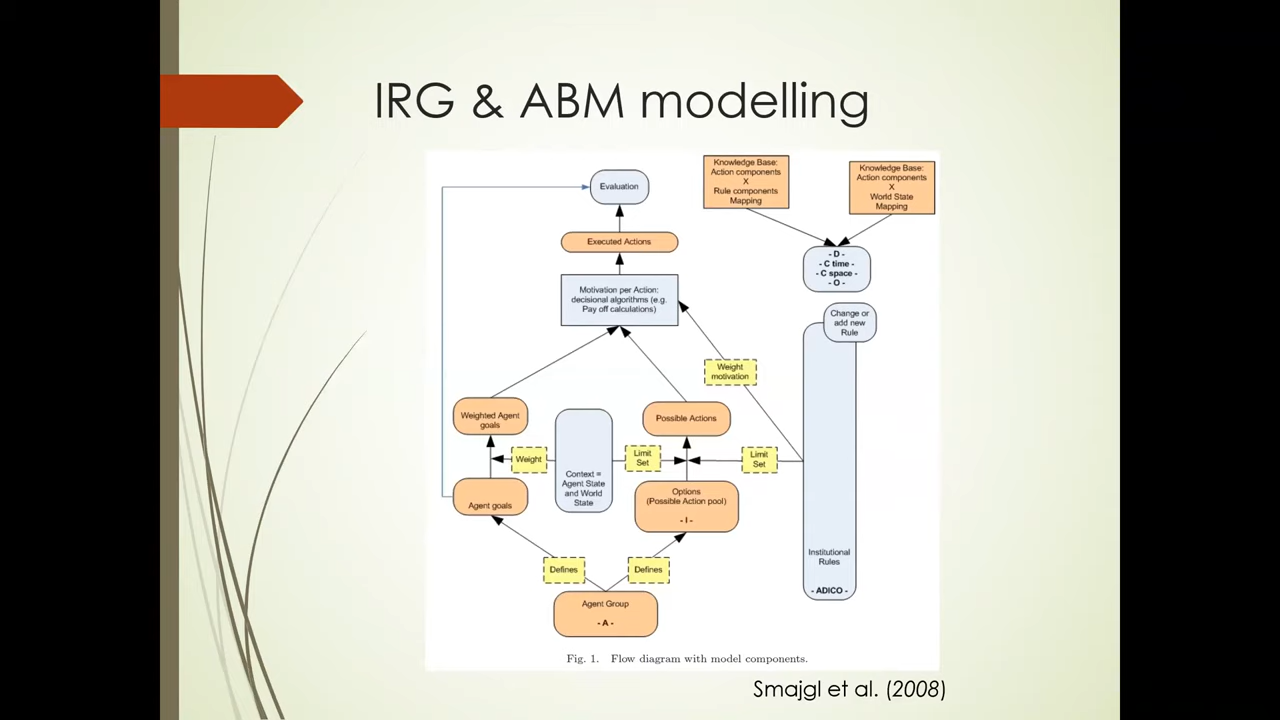 IRG & ABM modelling
Knowledge Base:
Action components
X
Rule components
Mapping
Knowledge Base:
Action components
X
World State
Mapping
Evaluation
Executed Actions
- D -
- C time -
- C space -
- O -
Motivation per Action:
decisional algorithms (e.g.
Pay off calculations)
Change or
add new
Rule
Weight
motivation
Weighted Agent
goals
Possible Actions
Weight
Limit
Set
Limit
Set
Context =
Agent State
and World
State
Agent goals
Options
(Possible Action pool)
- I -
Institutional
Rules
- ADICO -
Defines
Defines
Agent Group
- A -
Fig. 1. Flow diagram with model components.
Smajgl et al. (2008)